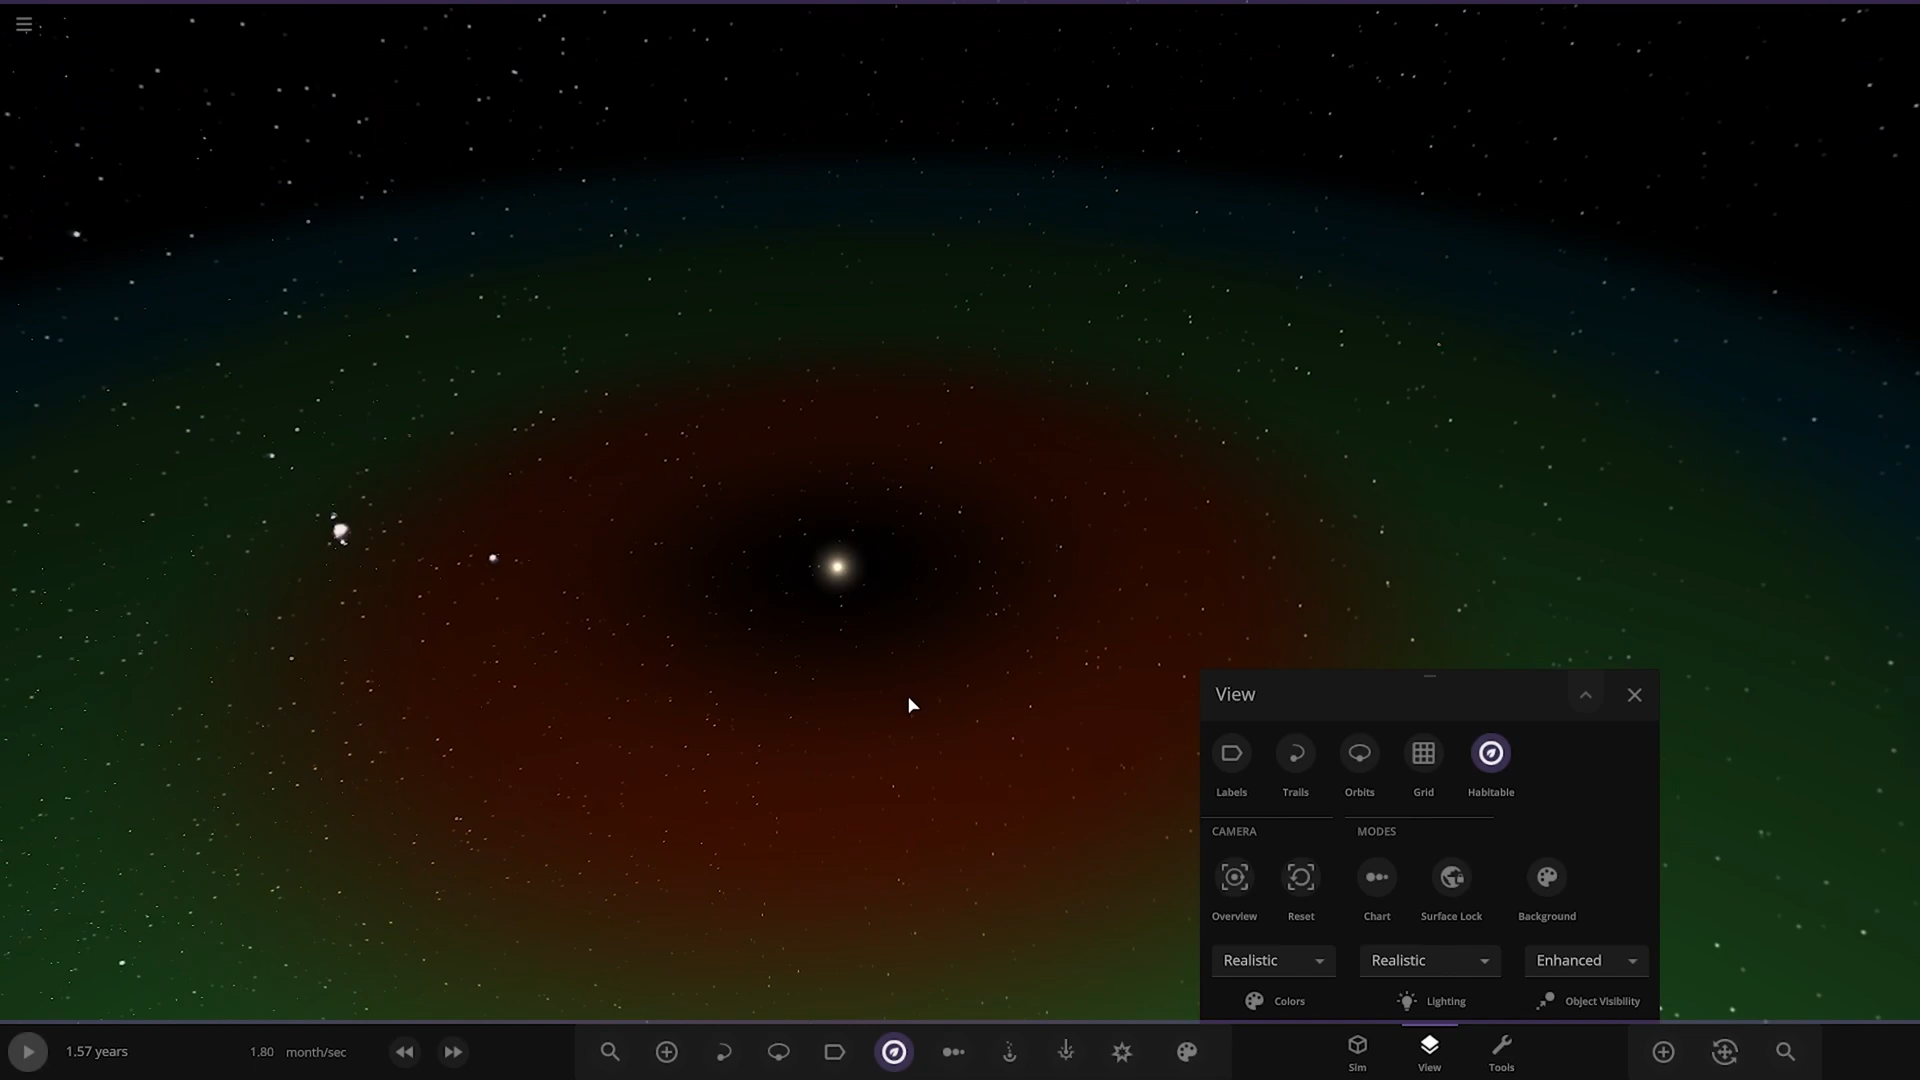 View
Labels Trails Orbits Grid Habitable
CAMERA MODES
Overview Reset Chart Surface Lock Background
Realistic Realistic Enhanced
Colors Lighting Object Visibility
1.57 years 1.80 month/sec
Sim View Tools